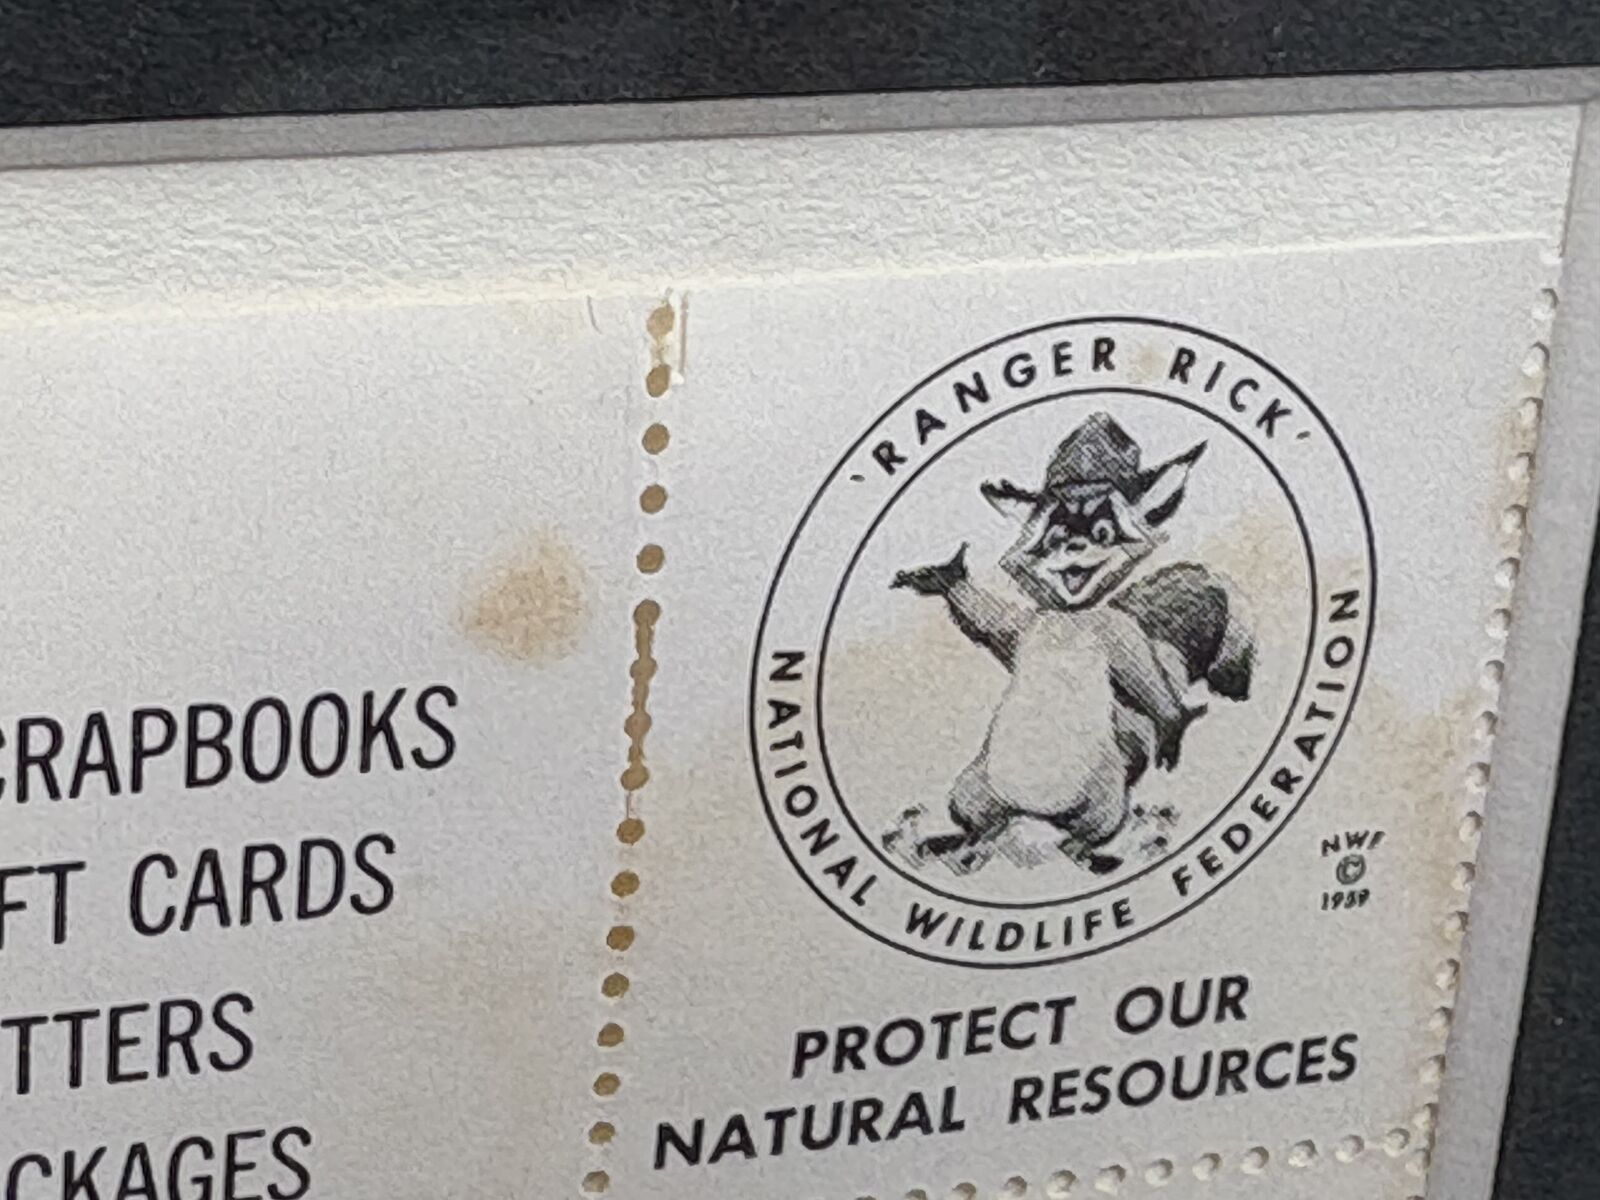 'RANGER RICK'
NATIONAL WILDLIFE FEDERATION
NWF
©
1959
PROTECT OUR
NATURAL RESOURCES
CRAPBOOKS
FT CARDS
TTERS
CKAGES